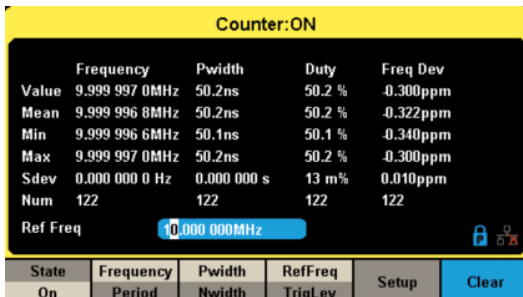 Counter:ON
Frequency Pwidth Duty Freq Dev
Value 9.999 997 0MHz 50.2ns 50.2 % -0.300ppm
Mean 9.999 996 8MHz 50.2ns 50.2 % -0.322ppm
Min 9.999 996 6MHz 50.1ns 50.1 % -0.340ppm
Max 9.999 997 0MHz 50.2ns 50.2 % -0.300ppm
Sdev 0.000 000 0 Hz 0.000 000 s 13 m% 0.010ppm
Num 122 122 122 122
Ref Freq 10.000 000MHz
State Frequency Pwidth RefFreq Setup Clear
On Period Nwidth TrigLev